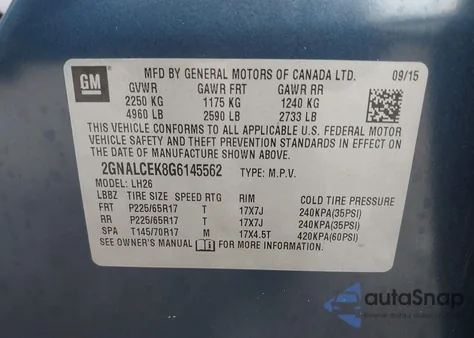 GM
MFD BY GENERAL MOTORS OF CANADA LTD. 09/15
GVWR GAWR FRT GAWR RR
2250 KG 1175 KG 1240 KG
4960 LB 2590 LB 2733 LB
THIS VEHICLE CONFORMS TO ALL APPLICABLE U.S. FEDERAL MOTOR
VEHICLE SAFETY AND THEFT PREVENTION STANDARDS IN EFFECT ON THE
DATE OF MANUFACTURE SHOWN ABOVE.
2GNALCEK8G6145562 TYPE: M.P.V.
MODEL: LH26
LBBZ TIRE SIZE SPEED RTG RIM COLD TIRE PRESSURE
FRT P225/65R17 T 17X7J 240KPA(35PSI)
RR P225/65R17 T 17X7J 240KPA(35PSI)
SPA T145/70R17 M 17X4.5T 420KPA(60PSI)
SEE OWNER'S MANUAL FOR MORE INFORMATION.
autoSnap